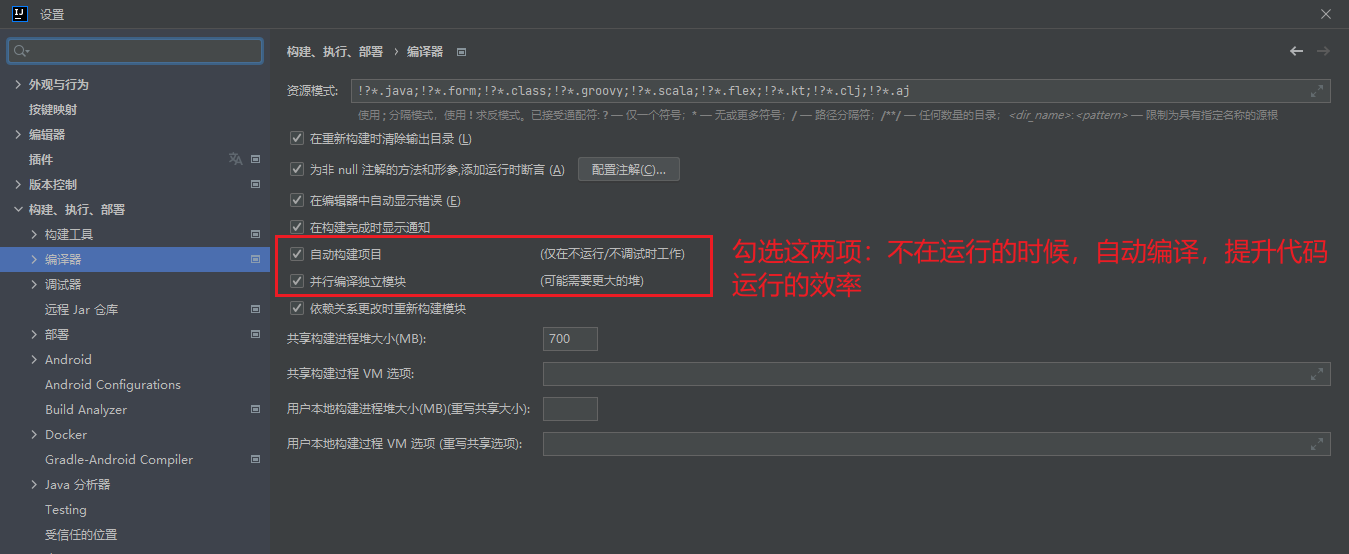 IJ 设置
构建、执行、部署 › 编译器
外观与行为
按键映射
编辑器
插件
版本控制
构建、执行、部署
构建工具
编译器
调试器
远程 Jar 仓库
部署
Android
Android Configurations
Build Analyzer
Docker
Gradle-Android Compiler
Java 分析器
Testing
受信任的位置
资源模式: !?*.java;!?*.form;!?*.class;!?*.groovy;!?*.scala;!?*.flex;!?*.kt;!?*.clj;!?*.aj
使用 ; 分隔模式，使用 ! 求反模式。已接受通配符: ? — 仅一个符号；* — 无或更多符号；/ — 路径分隔符；/**/ — 任何数量的目录；<dir_name>:<pattern> — 限制为具有指定名称的源根
在重新构建时清除输出目录 (L)
为非 null 注解的方法和形参,添加运行时断言 (A) 配置注解(C)...
在编辑器中自动显示错误 (E)
在构建完成时显示通知
自动构建项目 (仅在不运行/不调试时工作)
并行编译独立模块 (可能需要更大的堆)
勾选这两项：不在运行的时候，自动编译，提升代码
运行的效率
依赖关系更改时重新构建模块
共享构建进程堆大小(MB): 700
共享构建过程 VM 选项:
用户本地构建进程堆大小(MB)(重写共享大小):
用户本地构建过程 VM 选项 (重写共享选项):